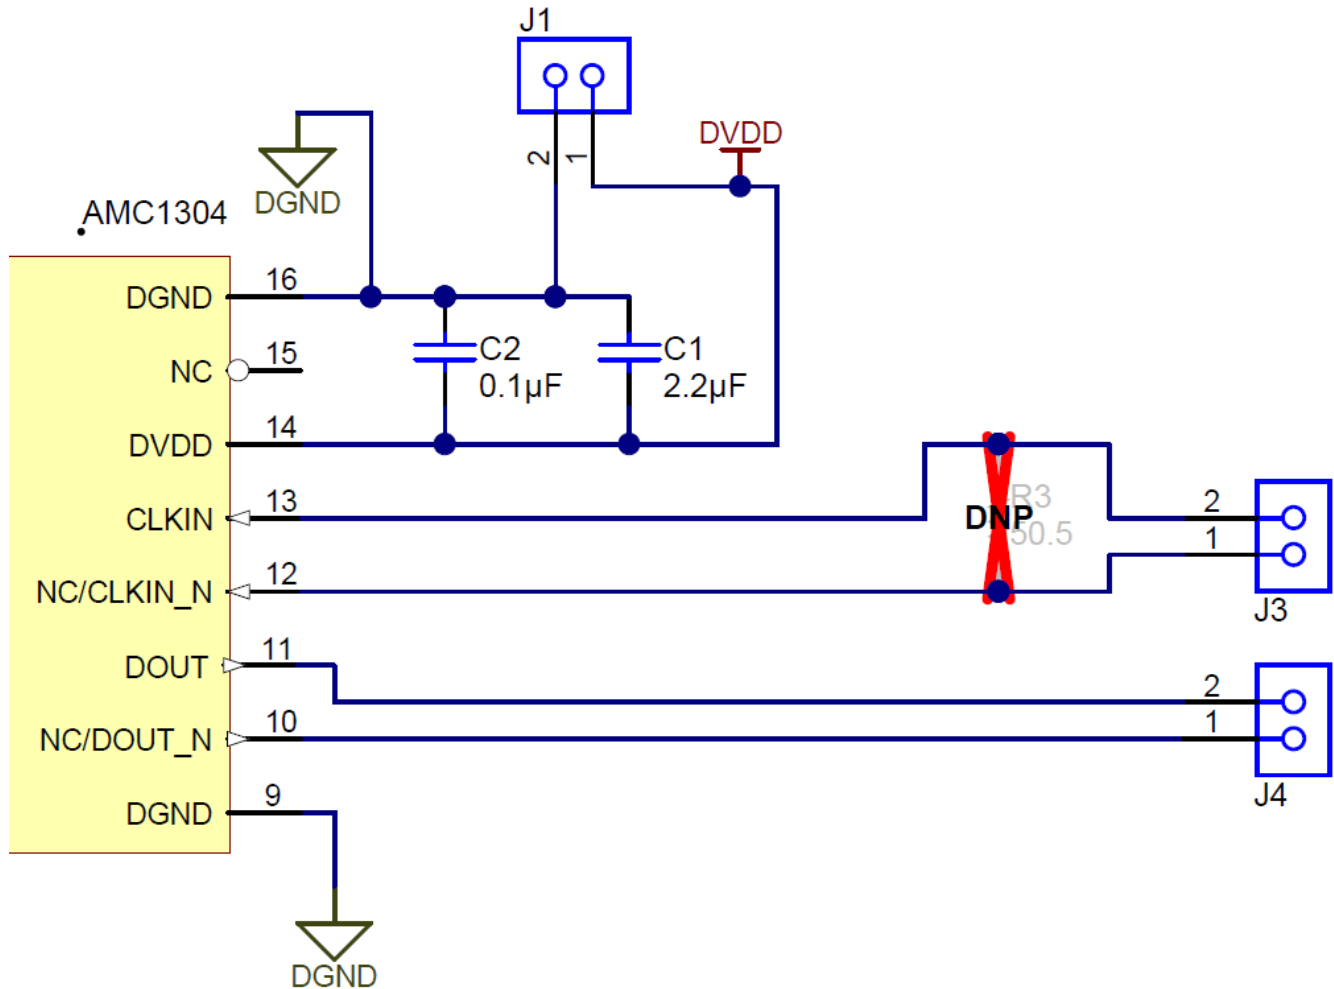 J1
2
1
DVDD
DGND
AMC1304
DGND
16
NC
15
DVDD
14
CLKIN
13
NC/CLKIN_N
12
DOUT
11
NC/DOUT_N
10
DGND
9
C2
0.1µF
C1
2.2µF
R3
DNP
50.5
2
1
J3
2
1
J4
DGND